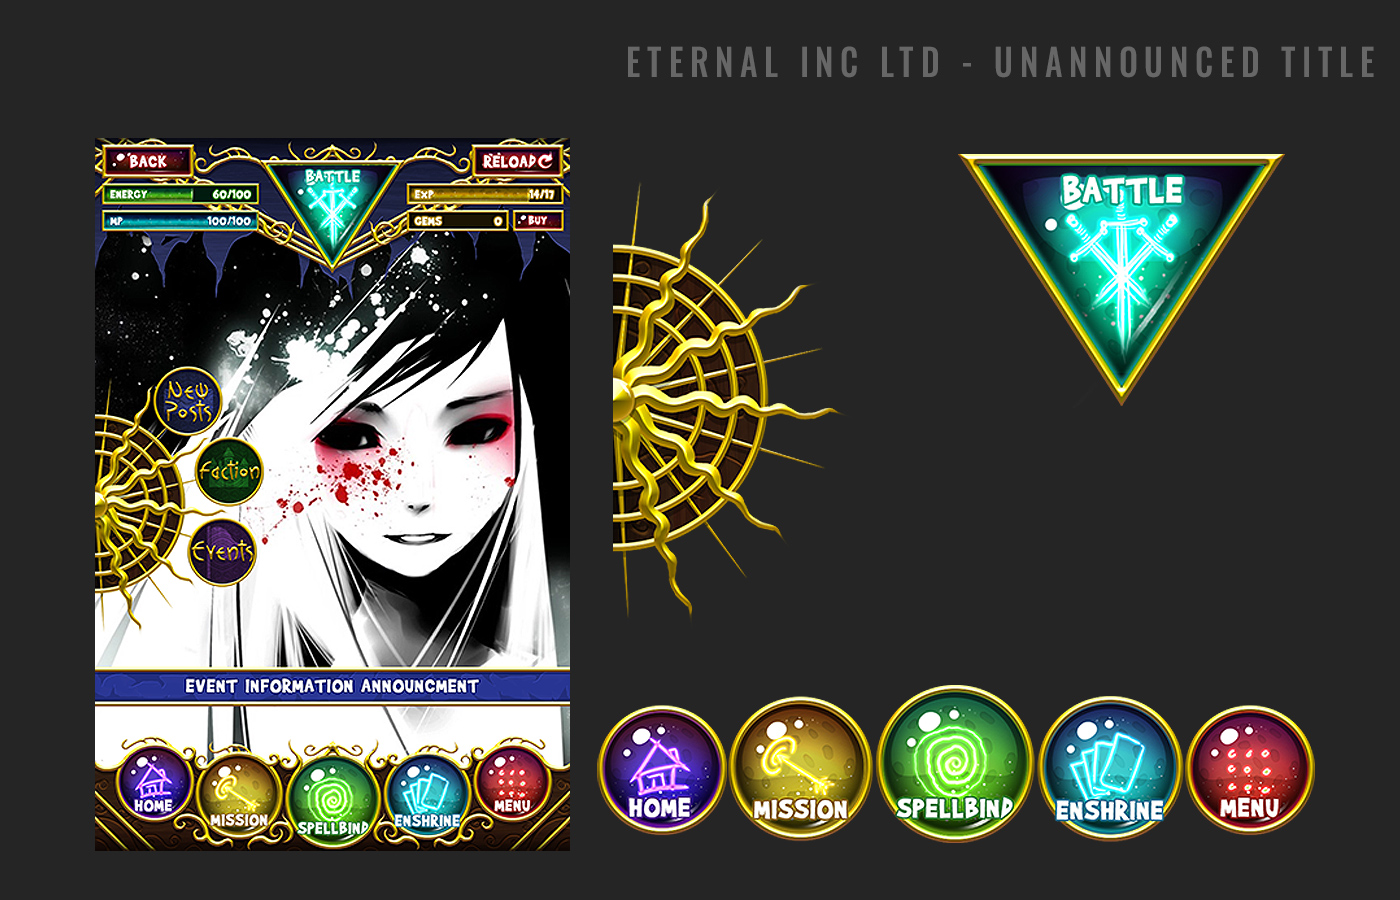 ETERNAL INC LTD - UNANNOUNCED TITLE
BACK
BATTLE
RELOAD
ENERGY 60/100
EXP 14/17
MP 100/100
GEMS 0
BUY
New
Posts
Faction
Events
EVENT INFORMATION ANNOUNCMENT
HOME
MISSION
SPELLBIND
ENSHRINE
MENU
BATTLE
HOME
MISSION
SPELLBIND
ENSHRINE
MENU